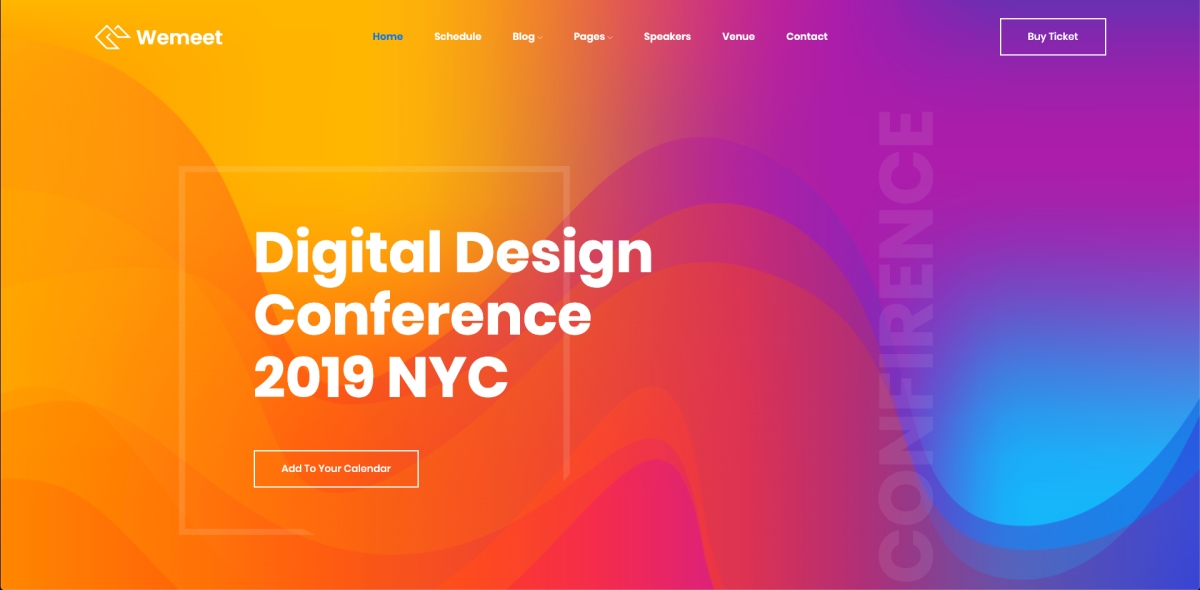 Wemeet
Home Schedule Blog Pages Speakers Venue Contact
Buy Ticket
CONFIRENCE
Digital Design
Conference
2019 NYC
Add To Your Calendar